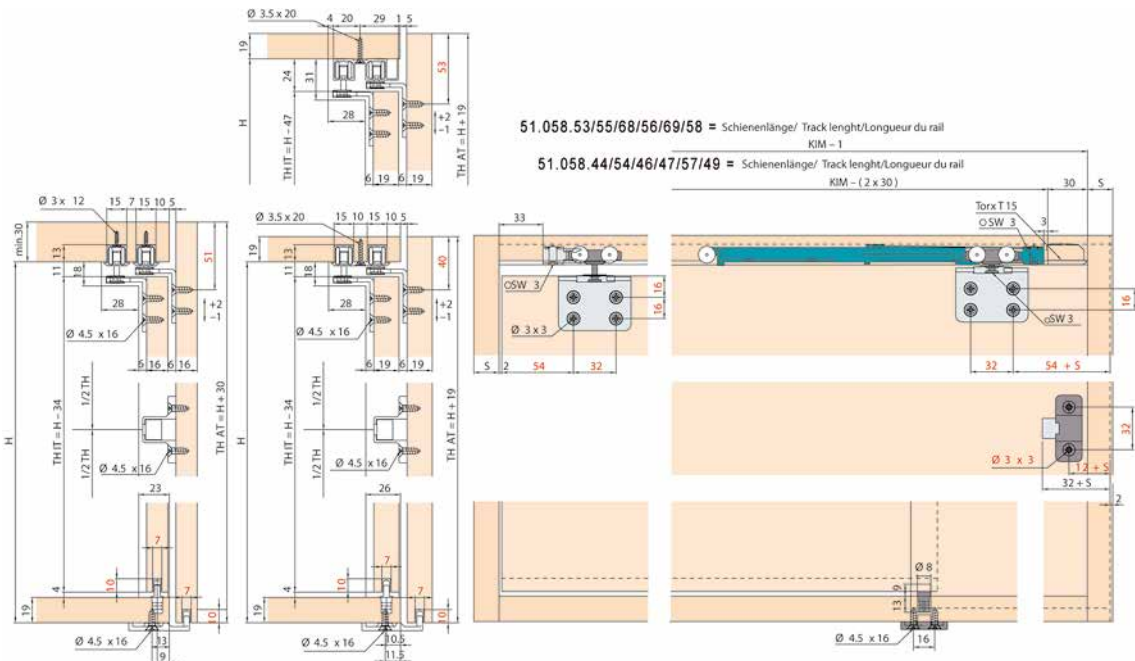 Ø 3.5 x 20
4 20 29 1 5
19
24
31
53
28
+2
–1
H
TH IT = H – 47
TH AT = H + 19
6 19 6 19
51.058.53/55/68/56/69/58 = Schienenlänge/ Track lenght/Longueur du rail
KIM – 1
51.058.44/54/46/47/57/49 = Schienenlänge/ Track lenght/Longueur du rail
KIM – ( 2 x 30 )
30
S
Ø 3 x 12
15 7 15 10 5
min.30
13
11
18
51
28
+2
–1
Ø 4.5 x 16
6 16 6 16
1/2 TH
1/2 TH
H
TH IT = H – 34
TH AT = H + 30
Ø 4.5 x 16
23
7
10
4
19
7
10
Ø 4.5 x 16
13
9
Ø 3.5 x 20
15 10 15 10 5
19
13
11
18
40
28
+2
–1
Ø 4.5 x 16
6 19 6 19
1/2 TH
1/2 TH
H
TH IT = H – 34
TH AT = H + 19
Ø 4.5 x 16
26
7
10
4
19
7
10
Ø 4.5 x 16
10.5
11.5
33
SW 3
16
16
Ø 3 x 3
S
2
54
32
Torx T 15
SW 3
3
16
SW 3
32
54 + S
32
Ø 3 x 3
12 + S
32 + S
2
Ø 8
9
13
Ø 4.5 x 16
16